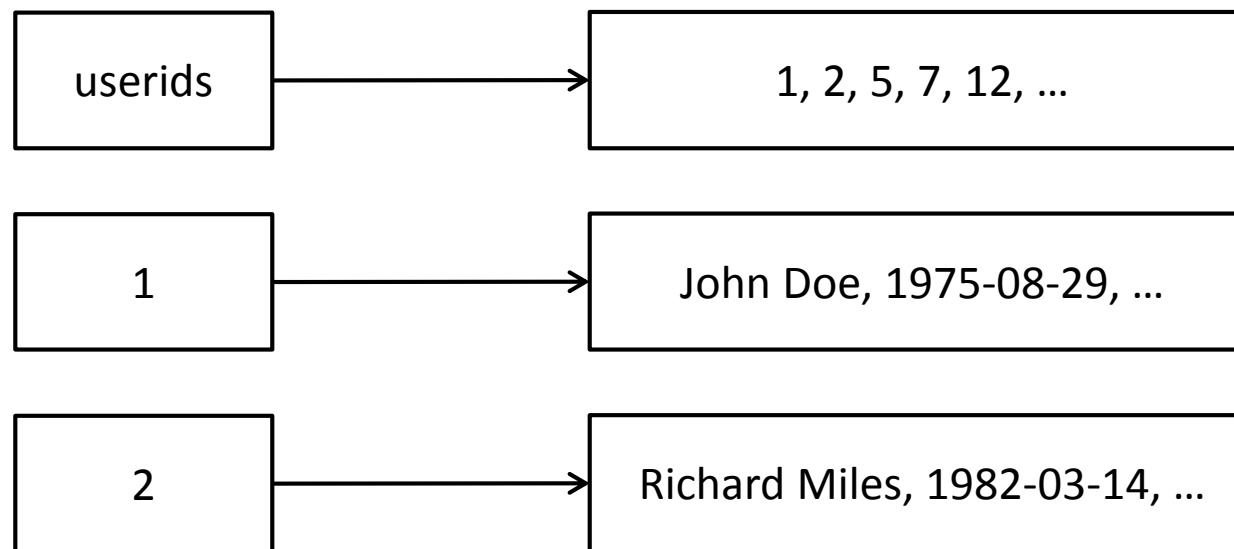 userids
1, 2, 5, 7, 12, …
1
John Doe, 1975-08-29, …
2
Richard Miles, 1982-03-14, …